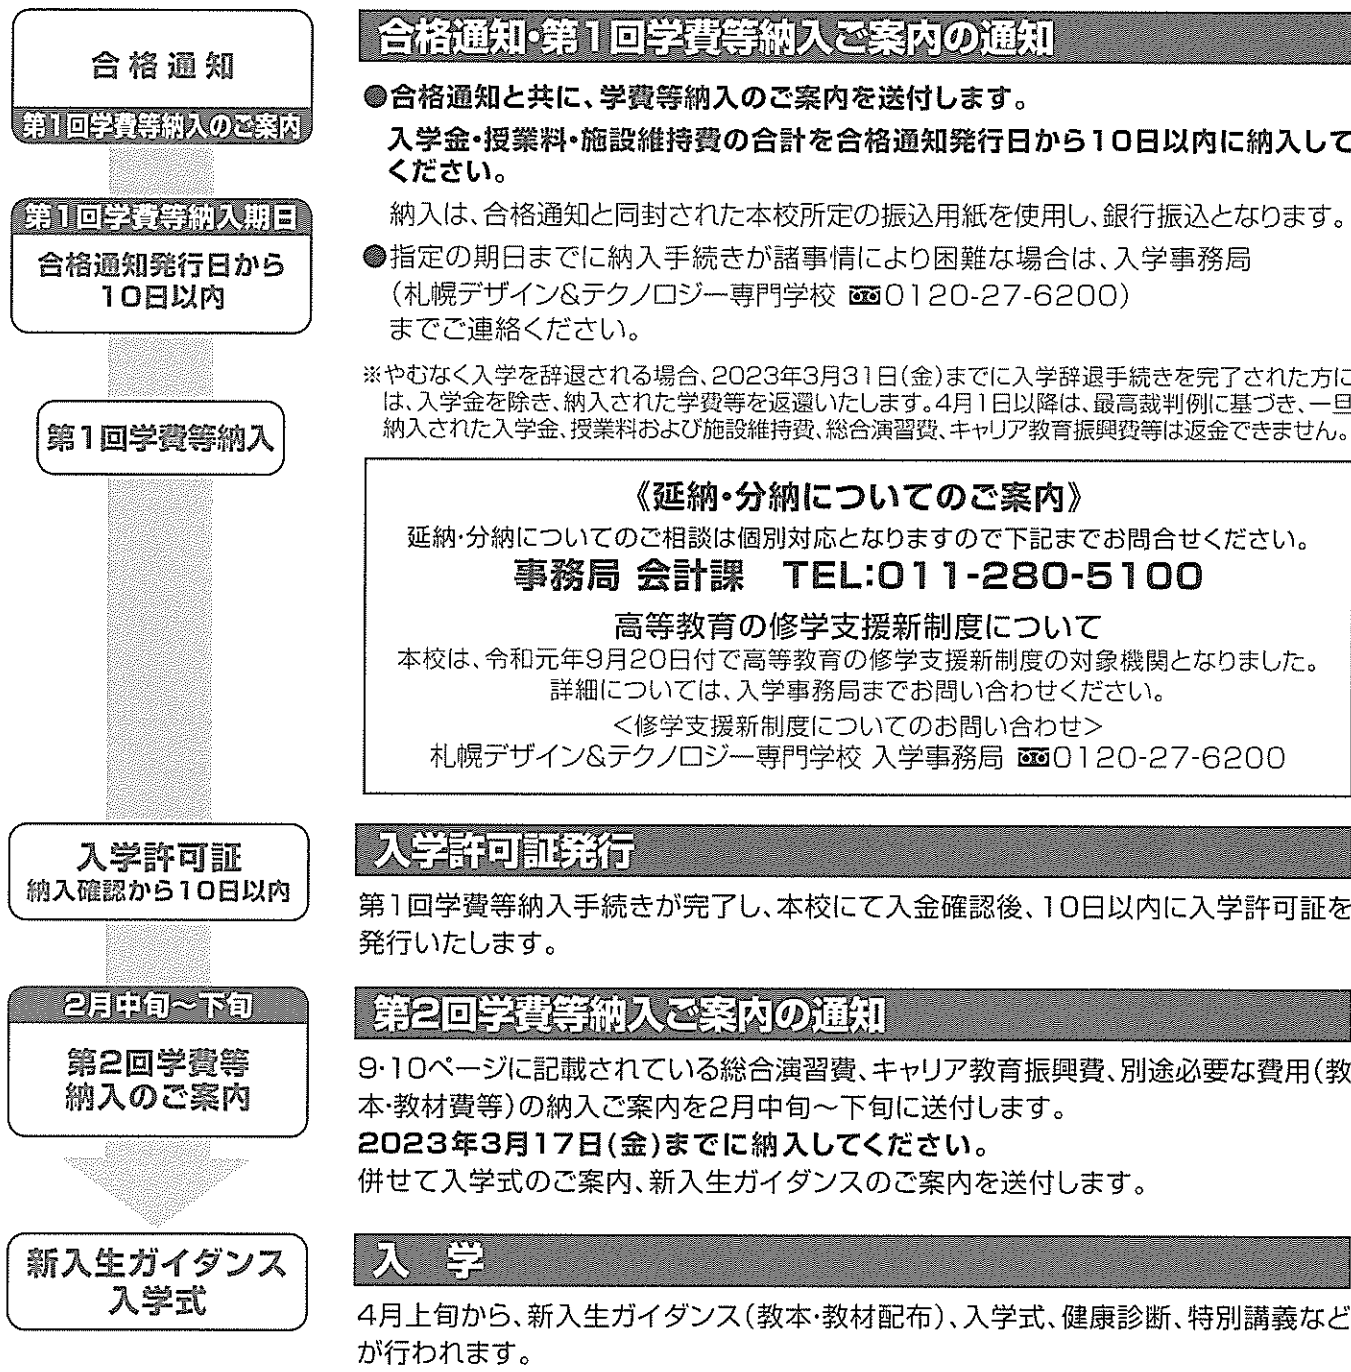 合格通知
第1回学費等納入のご案内
第1回学費等納入期日
合格通知発行日から
10日以内
第1回学費等納入
合格通知・第1回学費等納入ご案内の通知
●合格通知と共に、学費等納入のご案内を送付します。
入学金・授業料・施設維持費の合計を合格通知発行日から10日以内に納入して
ください。
納入は、合格通知と同封された本校所定の振込用紙を使用し、銀行振込となります。
●指定の期日までに納入手続きが諸事情により困難な場合は、入学事務局
(札幌デザイン&テクノロジー専門学校 0120-27-6200)
までご連絡ください。
※やむなく入学を辞退される場合、2023年3月31日(金)までに入学辞退手続きを完了された方に
は、入学金を除き、納入された学費等を返還いたします。4月1日以降は、最高裁判例に基づき、一旦
納入された入学金、授業料および施設維持費、総合演習費、キャリア教育振興費等は返金できません。
《延納・分納についてのご案内》
延納・分納についてのご相談は個別対応となりますので下記までお問合せください。
事務局 会計課 TEL:011-280-5100
高等教育の修学支援新制度について
本校は、令和元年9月20日付で高等教育の修学支援新制度の対象機関となりました。
詳細については、入学事務局までお問い合わせください。
<修学支援新制度についてのお問い合わせ>
札幌デザイン&テクノロジー専門学校 入学事務局 0120-27-6200
入学許可証
納入確認から10日以内
入学許可証発行
第1回学費等納入手続きが完了し、本校にて入金確認後、10日以内に入学許可証を
発行いたします。
2月中旬〜下旬
第2回学費等
納入のご案内
第2回学費等納入ご案内の通知
9・10ページに記載されている総合演習費、キャリア教育振興費、別途必要な費用(教
本・教材費等)の納入ご案内を2月中旬〜下旬に送付します。
2023年3月17日(金)までに納入してください。
併せて入学式のご案内、新入生ガイダンスのご案内を送付します。
新入生ガイダンス
入学式
入 学
4月上旬から、新入生ガイダンス(教本・教材配布)、入学式、健康診断、特別講義など
が行われます。